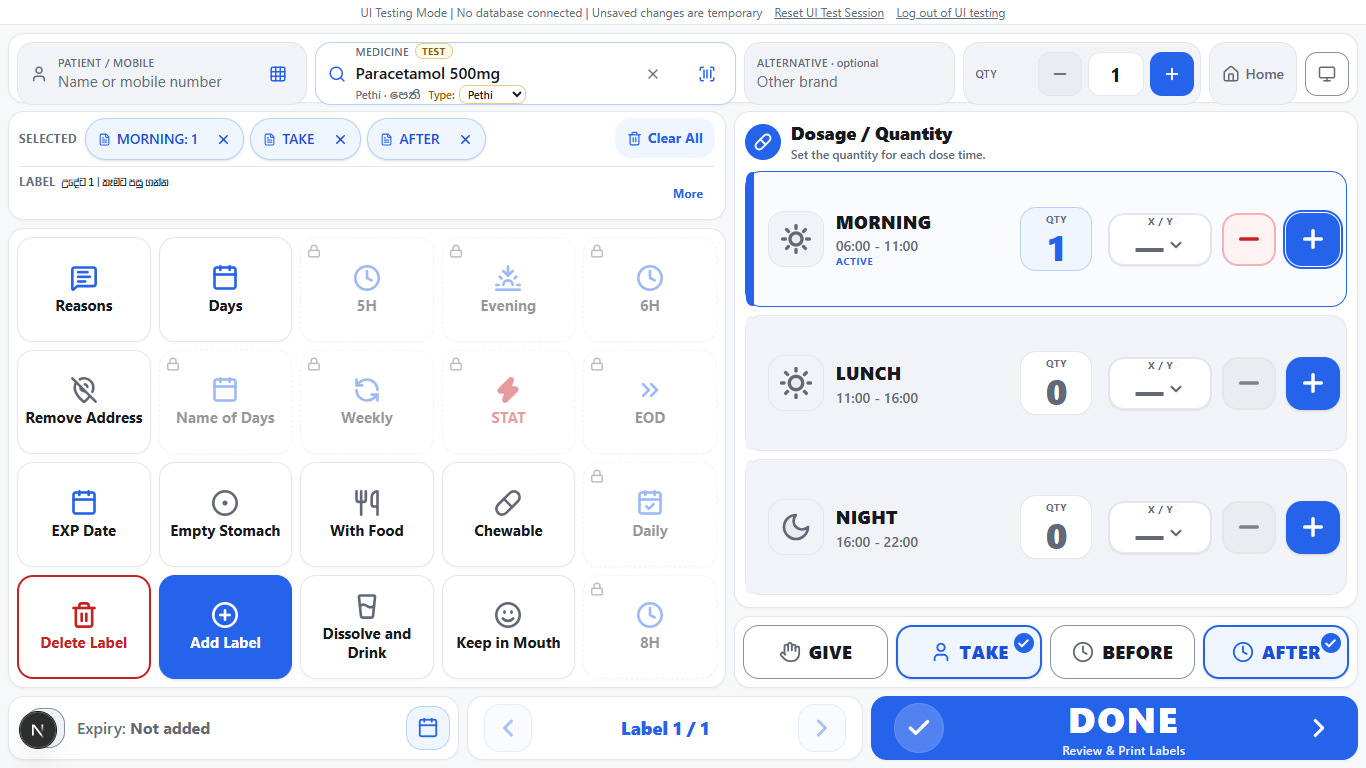 UI Testing Mode | No database connected | Unsaved changes are temporary Reset UI Test Session Log out of UI testing
PATIENT / MOBILE
Name or mobile number
MEDICINE TEST
Paracetamol 500mg
Pethi · පෙති Type: Pethi
ALTERNATIVE · optional
Other brand
QTY
1
Home
SELECTED
MORNING: 1
TAKE
AFTER
Clear All
LABEL උදේට 1 | කෑමට පසු ගන්න
More
Reasons
Days
5H
Evening
6H
Remove Address
Name of Days
Weekly
STAT
EOD
EXP Date
Empty Stomach
With Food
Chewable
Daily
Delete Label
Add Label
Dissolve and
Drink
Keep in Mouth
8H
Dosage / Quantity
Set the quantity for each dose time.
MORNING
06:00 - 11:00
ACTIVE
QTY
1
X / Y
—
LUNCH
11:00 - 16:00
QTY
0
X / Y
—
NIGHT
16:00 - 22:00
QTY
0
X / Y
—
GIVE
TAKE
BEFORE
AFTER
N
Expiry: Not added
Label 1 / 1
DONE
Review & Print Labels